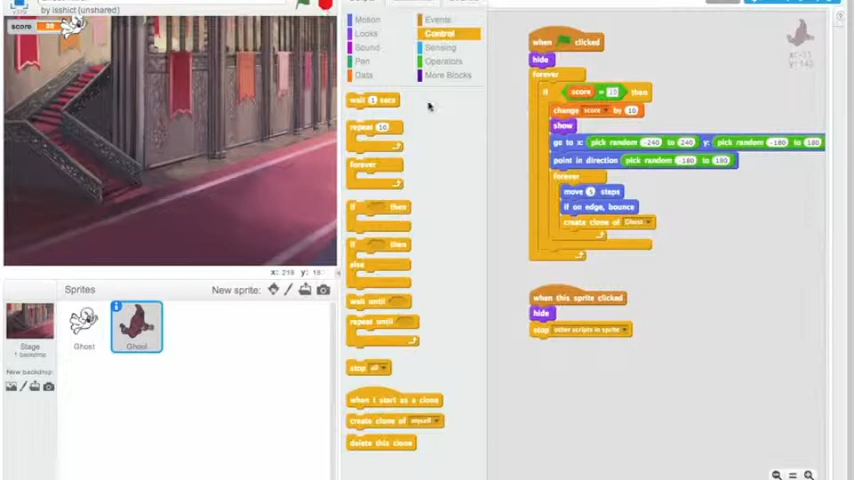 by isshict (unshared)
score
Motion
Events
Looks
Control
Sound
Sensing
Pen
Operators
Data
More Blocks
wait 1 secs
repeat 10
forever
if then
if then
else
wait until
repeat until
stop all
when I start as a clone
create clone of myself
delete this clone
x: 218 y: 18
Sprites
New sprite:
Ghost
Ghoul
Stage
1 backdrop
New backdrop:
when clicked
hide
forever
if score = 10 then
change score by 10
show
go to x: pick random -240 to 240 y: pick random -180 to 180
point in direction pick random -180 to 180
forever
move 5 steps
if on edge, bounce
create clone of Ghost
when this sprite clicked
hide
stop other scripts in sprite